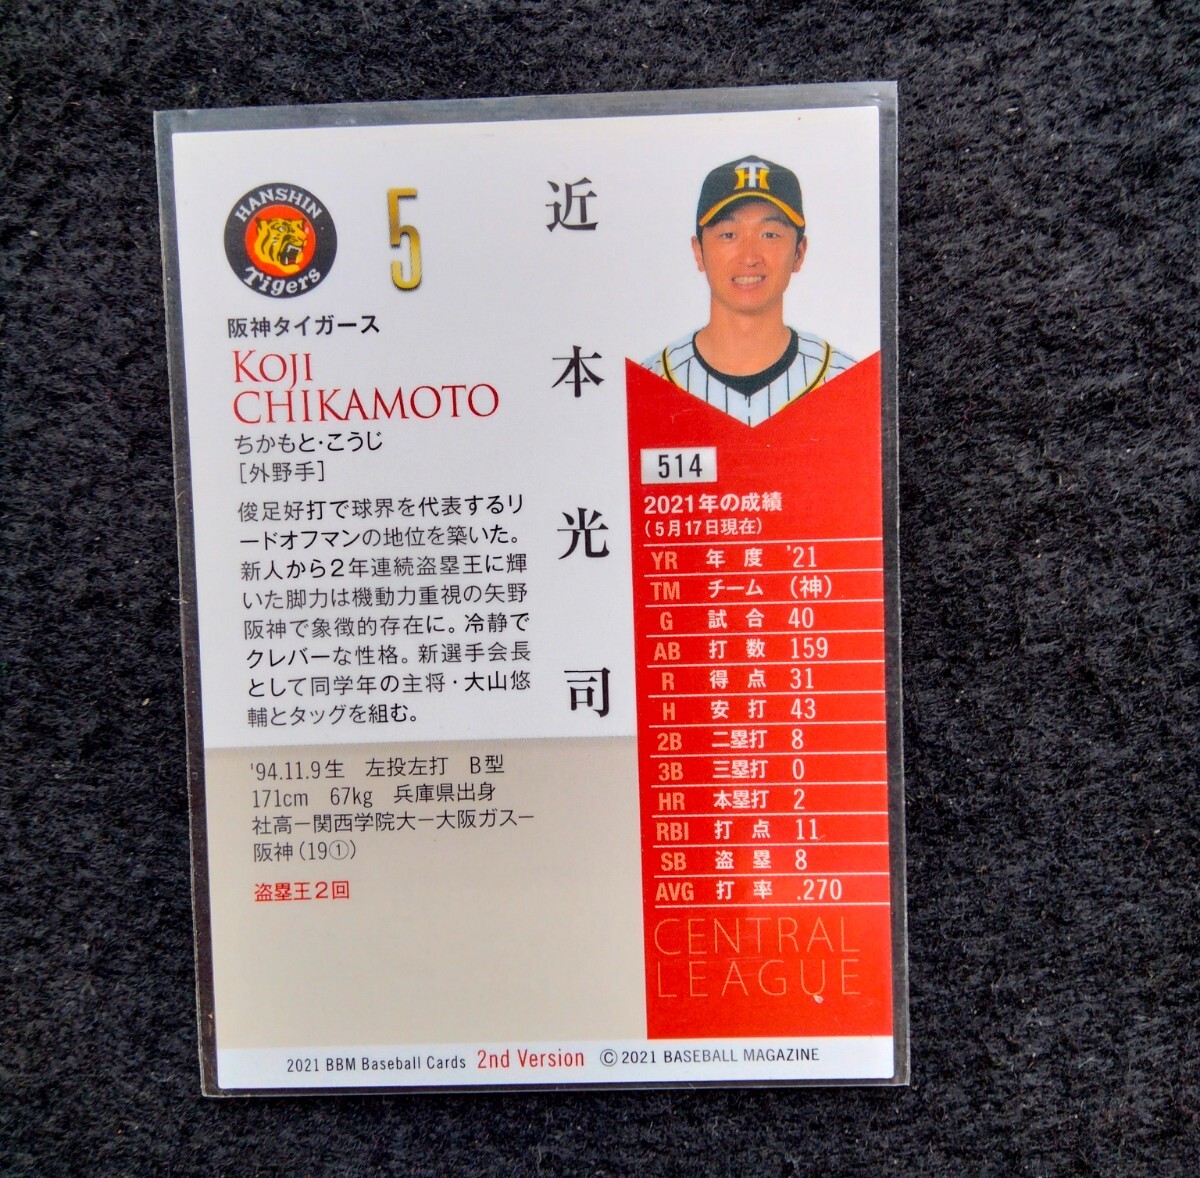 HANSHIN
Tigers
5
阪神タイガース
KOJI
CHIKAMOTO
ちかもと・こうじ
[外野手]
近本光司
俊足好打で球界を代表するリ
ードオフマンの地位を築いた。
新人から2年連続盗塁王に輝
いた脚力は機動力重視の矢野
阪神で象徴的存在に。冷静で
クレバーな性格。新選手会長
として同学年の主将・大山悠
輔とタッグを組む。
'94.11.9生 左投左打 B型
171cm 67kg 兵庫県出身
社高ー関西学院大ー大阪ガスー
阪神(19①)
盗塁王2回
514
2021年の成績
(5月17日現在)
YR 年度 '21
TM チーム (神)
G 試合 40
AB 打数 159
R 得点 31
H 安打 43
2B 二塁打 8
3B 三塁打 0
HR 本塁打 2
RBI 打点 11
SB 盗塁 8
AVG 打率 .270
CENTRAL
LEAGUE
2021 BBM Baseball Cards 2nd Version © 2021 BASEBALL MAGAZINE